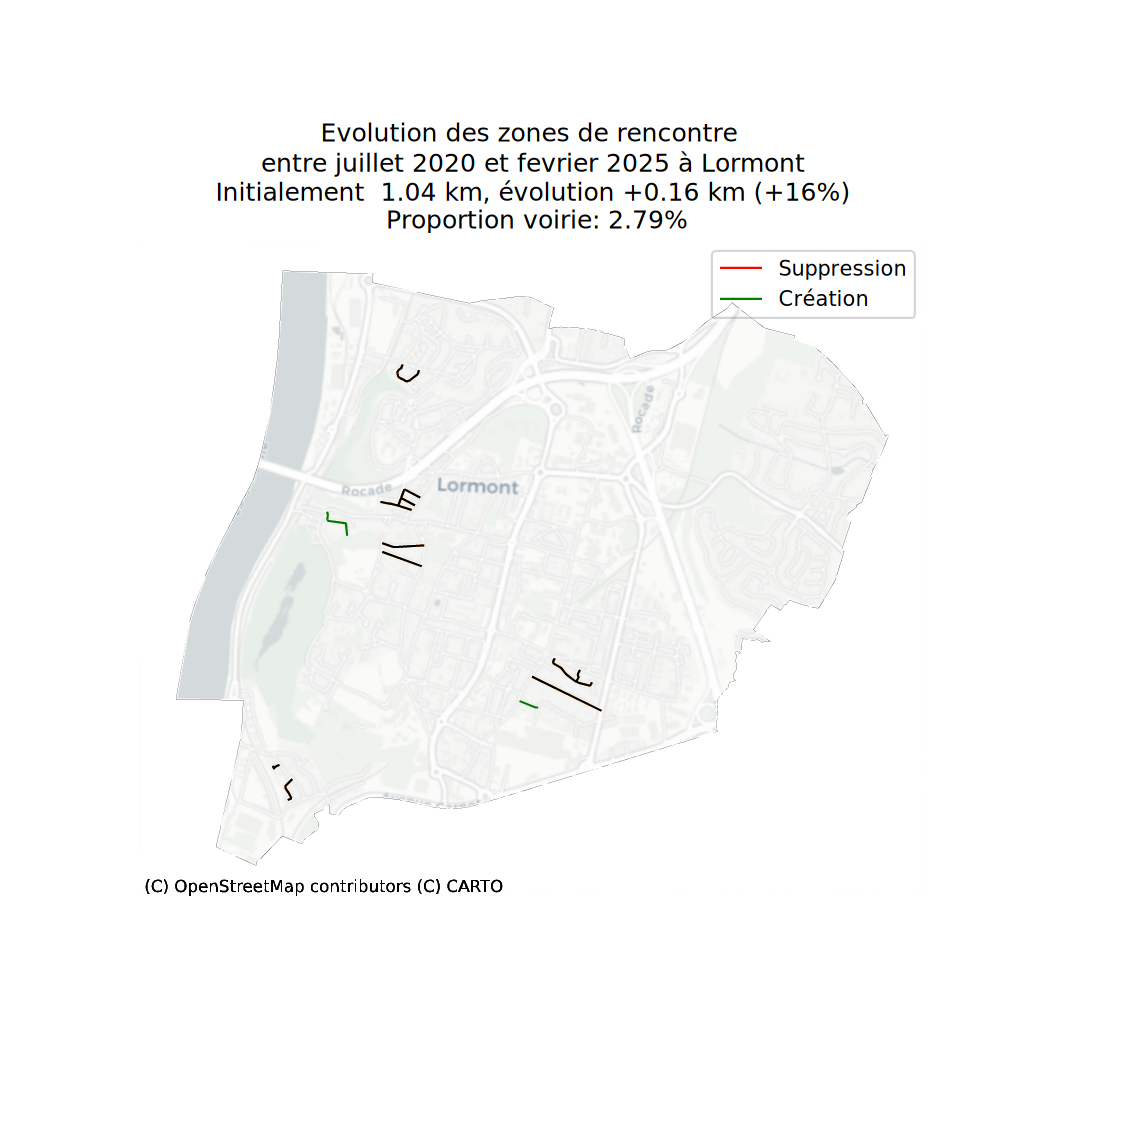 Evolution des zones de rencontre
entre juillet 2020 et fevrier 2025 à Lormont
Initialement  1.04 km, évolution +0.16 km (+16%)
Proportion voirie: 2.79%
Suppression
Création
Rocade
Rocade
Lormont
(C) OpenStreetMap contributors (C) CARTO